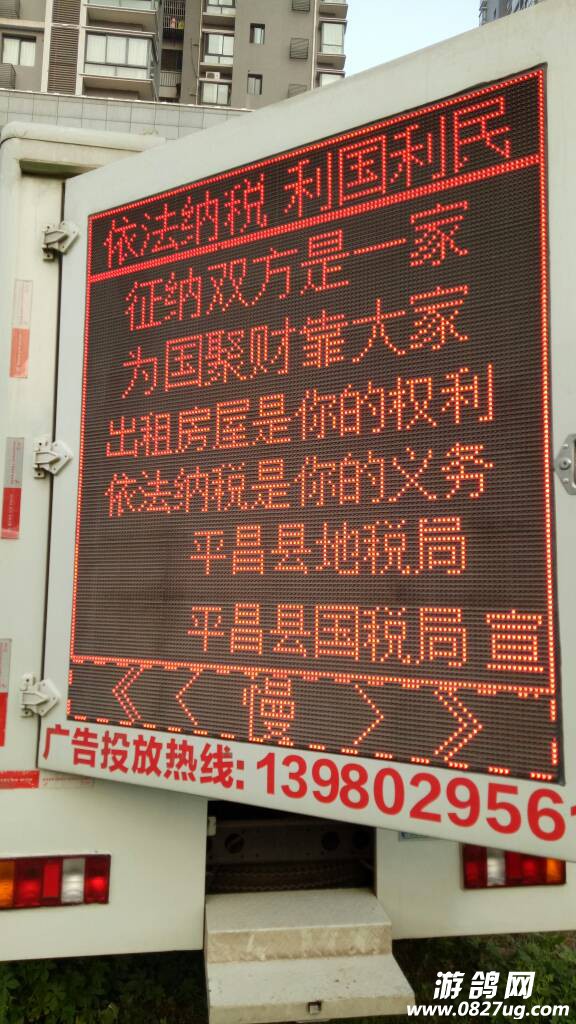 依法纳税 利国利民
征纳双方是一家
为国聚财靠大家
出租房屋是你的权利
依法纳税是你的义务
平昌县地税局
平昌县国税局 宣
《 〈 慢 〉 》
广告投放热线: 1398029561
游鸽网
www.0827ug.com